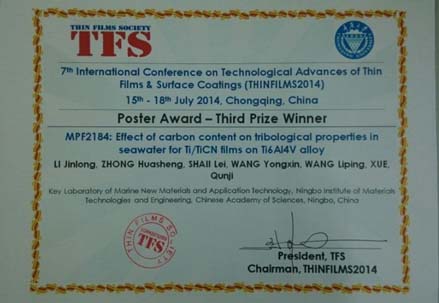 THIN FILMS SOCIETY
TFS
7th International Conference on Technological Advances of Thin
Films & Surface Coatings (THINFILMS2014)
15th - 18th July 2014, Chongqing, China
Poster Award – Third Prize Winner
MPF2184: Effect of carbon content on tribological properties in
seawater for Ti/TiCN films on Ti6Al4V alloy
LI Jinlong, ZHONG Huasheng, SHAII Lei, WANG Yongxin, WANG Liping, XUE,
Qunji
Key Laboratory of Marine New Materials and Application Technology, Ningbo Institute of Materials
Technologies and Engineering, Chinese Academy of Sciences, Ningbo, China
THIN FILMS SOCIETY
TFS
President, TFS
Chairman, THINFILMS2014